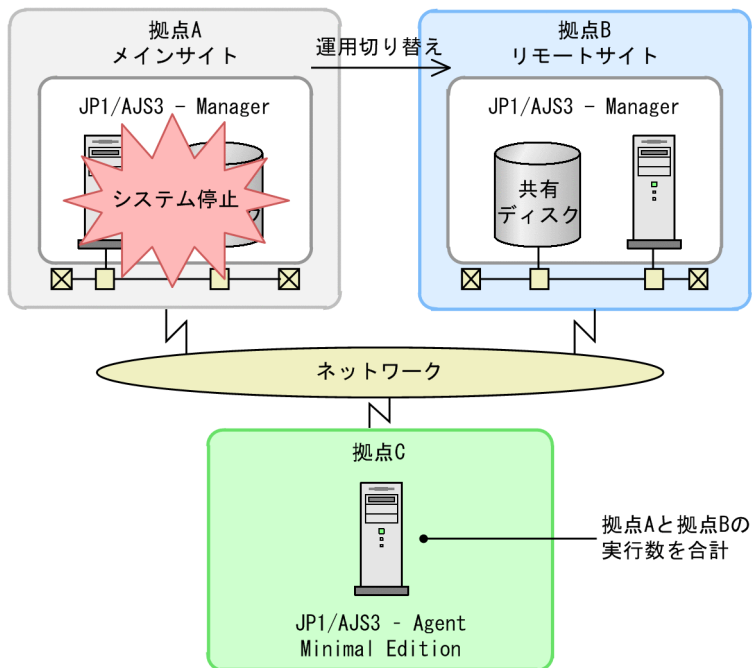 拠点A
メインサイト
運用切り替え
拠点B
リモートサイト
JP1/AJS3 − Manager
JP1/AJS3 − Manager
システム停止
共有
ディスク
ネットワーク
拠点C
拠点Aと拠点Bの
実行数を合計
JP1/AJS3 - Agent
Minimal Edition